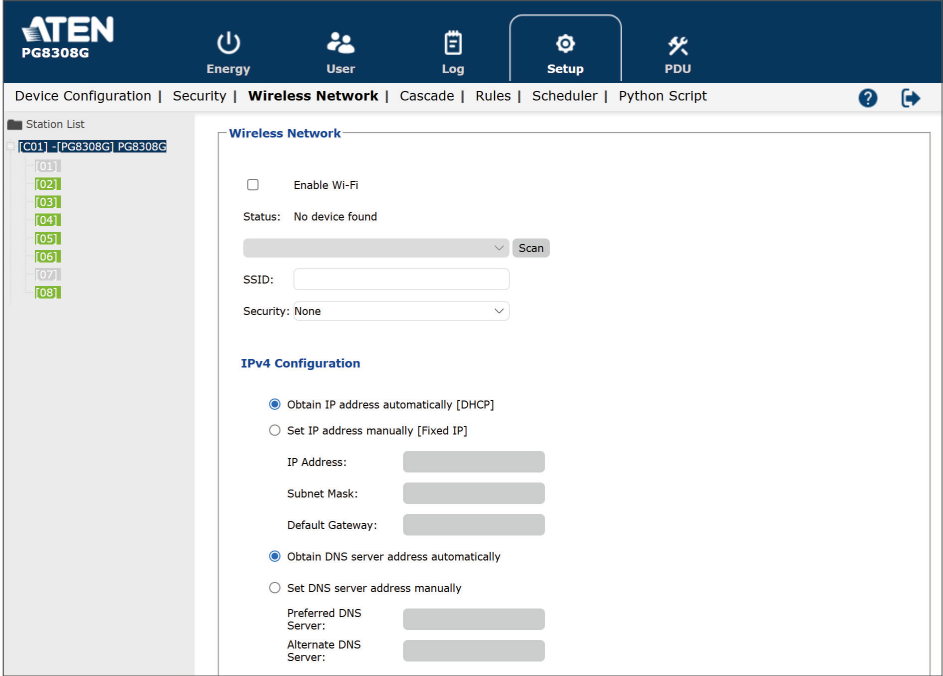 ATEN
PG8308G
Energy
User
Log
Setup
PDU
Device Configuration | Security | Wireless Network | Cascade | Rules | Scheduler | Python Script
?
Station List
[C01] -[PG8308G] PG8308G
[01]
[02]
[03]
[04]
[05]
[06]
[07]
[08]
Wireless Network
Enable Wi-Fi
Status: No device found
Scan
SSID:
Security: None
IPv4 Configuration
Obtain IP address automatically [DHCP]
Set IP address manually [Fixed IP]
IP Address:
Subnet Mask:
Default Gateway:
Obtain DNS server address automatically
Set DNS server address manually
Preferred DNS
Server:
Alternate DNS
Server: